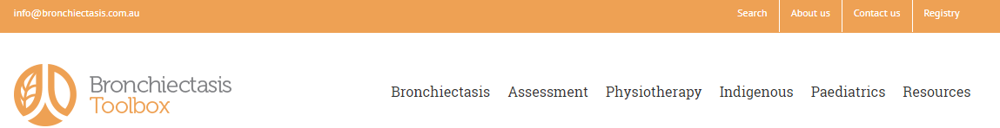 info@bronchiectasis.com.au Search About us Contact us Registry
Bronchiectasis
Toolbox
Bronchiectasis Assessment Physiotherapy Indigenous Paediatrics Resources